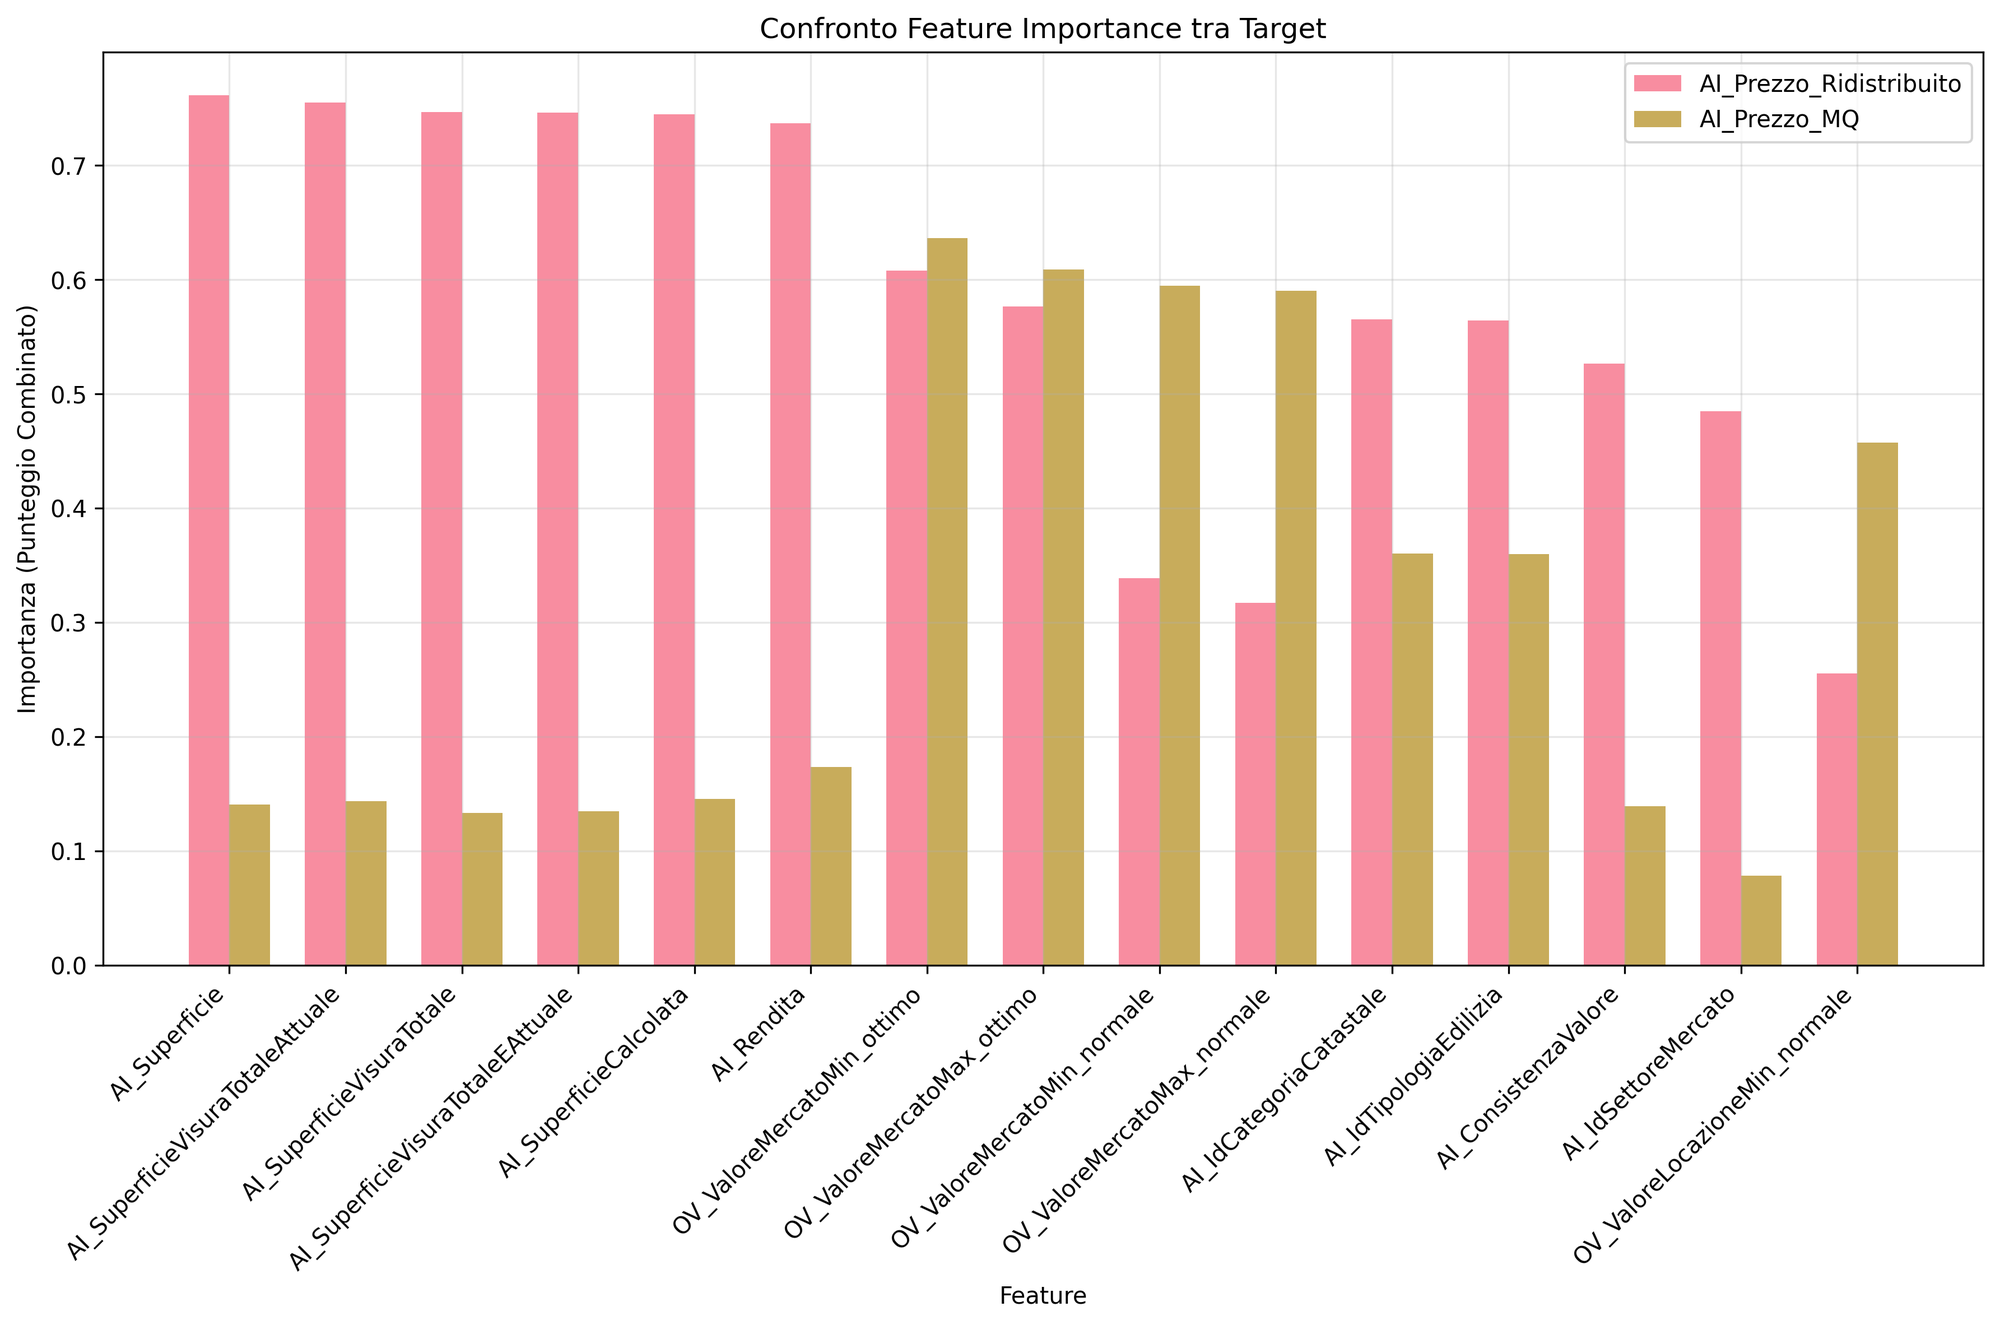 Confronto Feature Importance tra Target
AI_Prezzo_Ridistribuito
AI_Prezzo_MQ
Importanza (Punteggio Combinato)
0.7
0.6
0.5
0.4
0.3
0.2
0.1
0.0
AI_Superficie
AI_SuperficieVisuraTotaleAttuale
AI_SuperficieVisuraTotale
AI_SuperficieVisuraTotaleEAttuale
AI_SuperficieCalcolata
AI_Rendita
OV_ValoreMercatoMin_ottimo
OV_ValoreMercatoMax_ottimo
OV_ValoreMercatoMin_normale
OV_ValoreMercatoMax_normale
AI_IdCategoriaCatastale
AI_IdTipologiaEdilizia
AI_ConsistenzaValore
AI_IdSettoreMercato
OV_ValoreLocazioneMin_normale
Feature